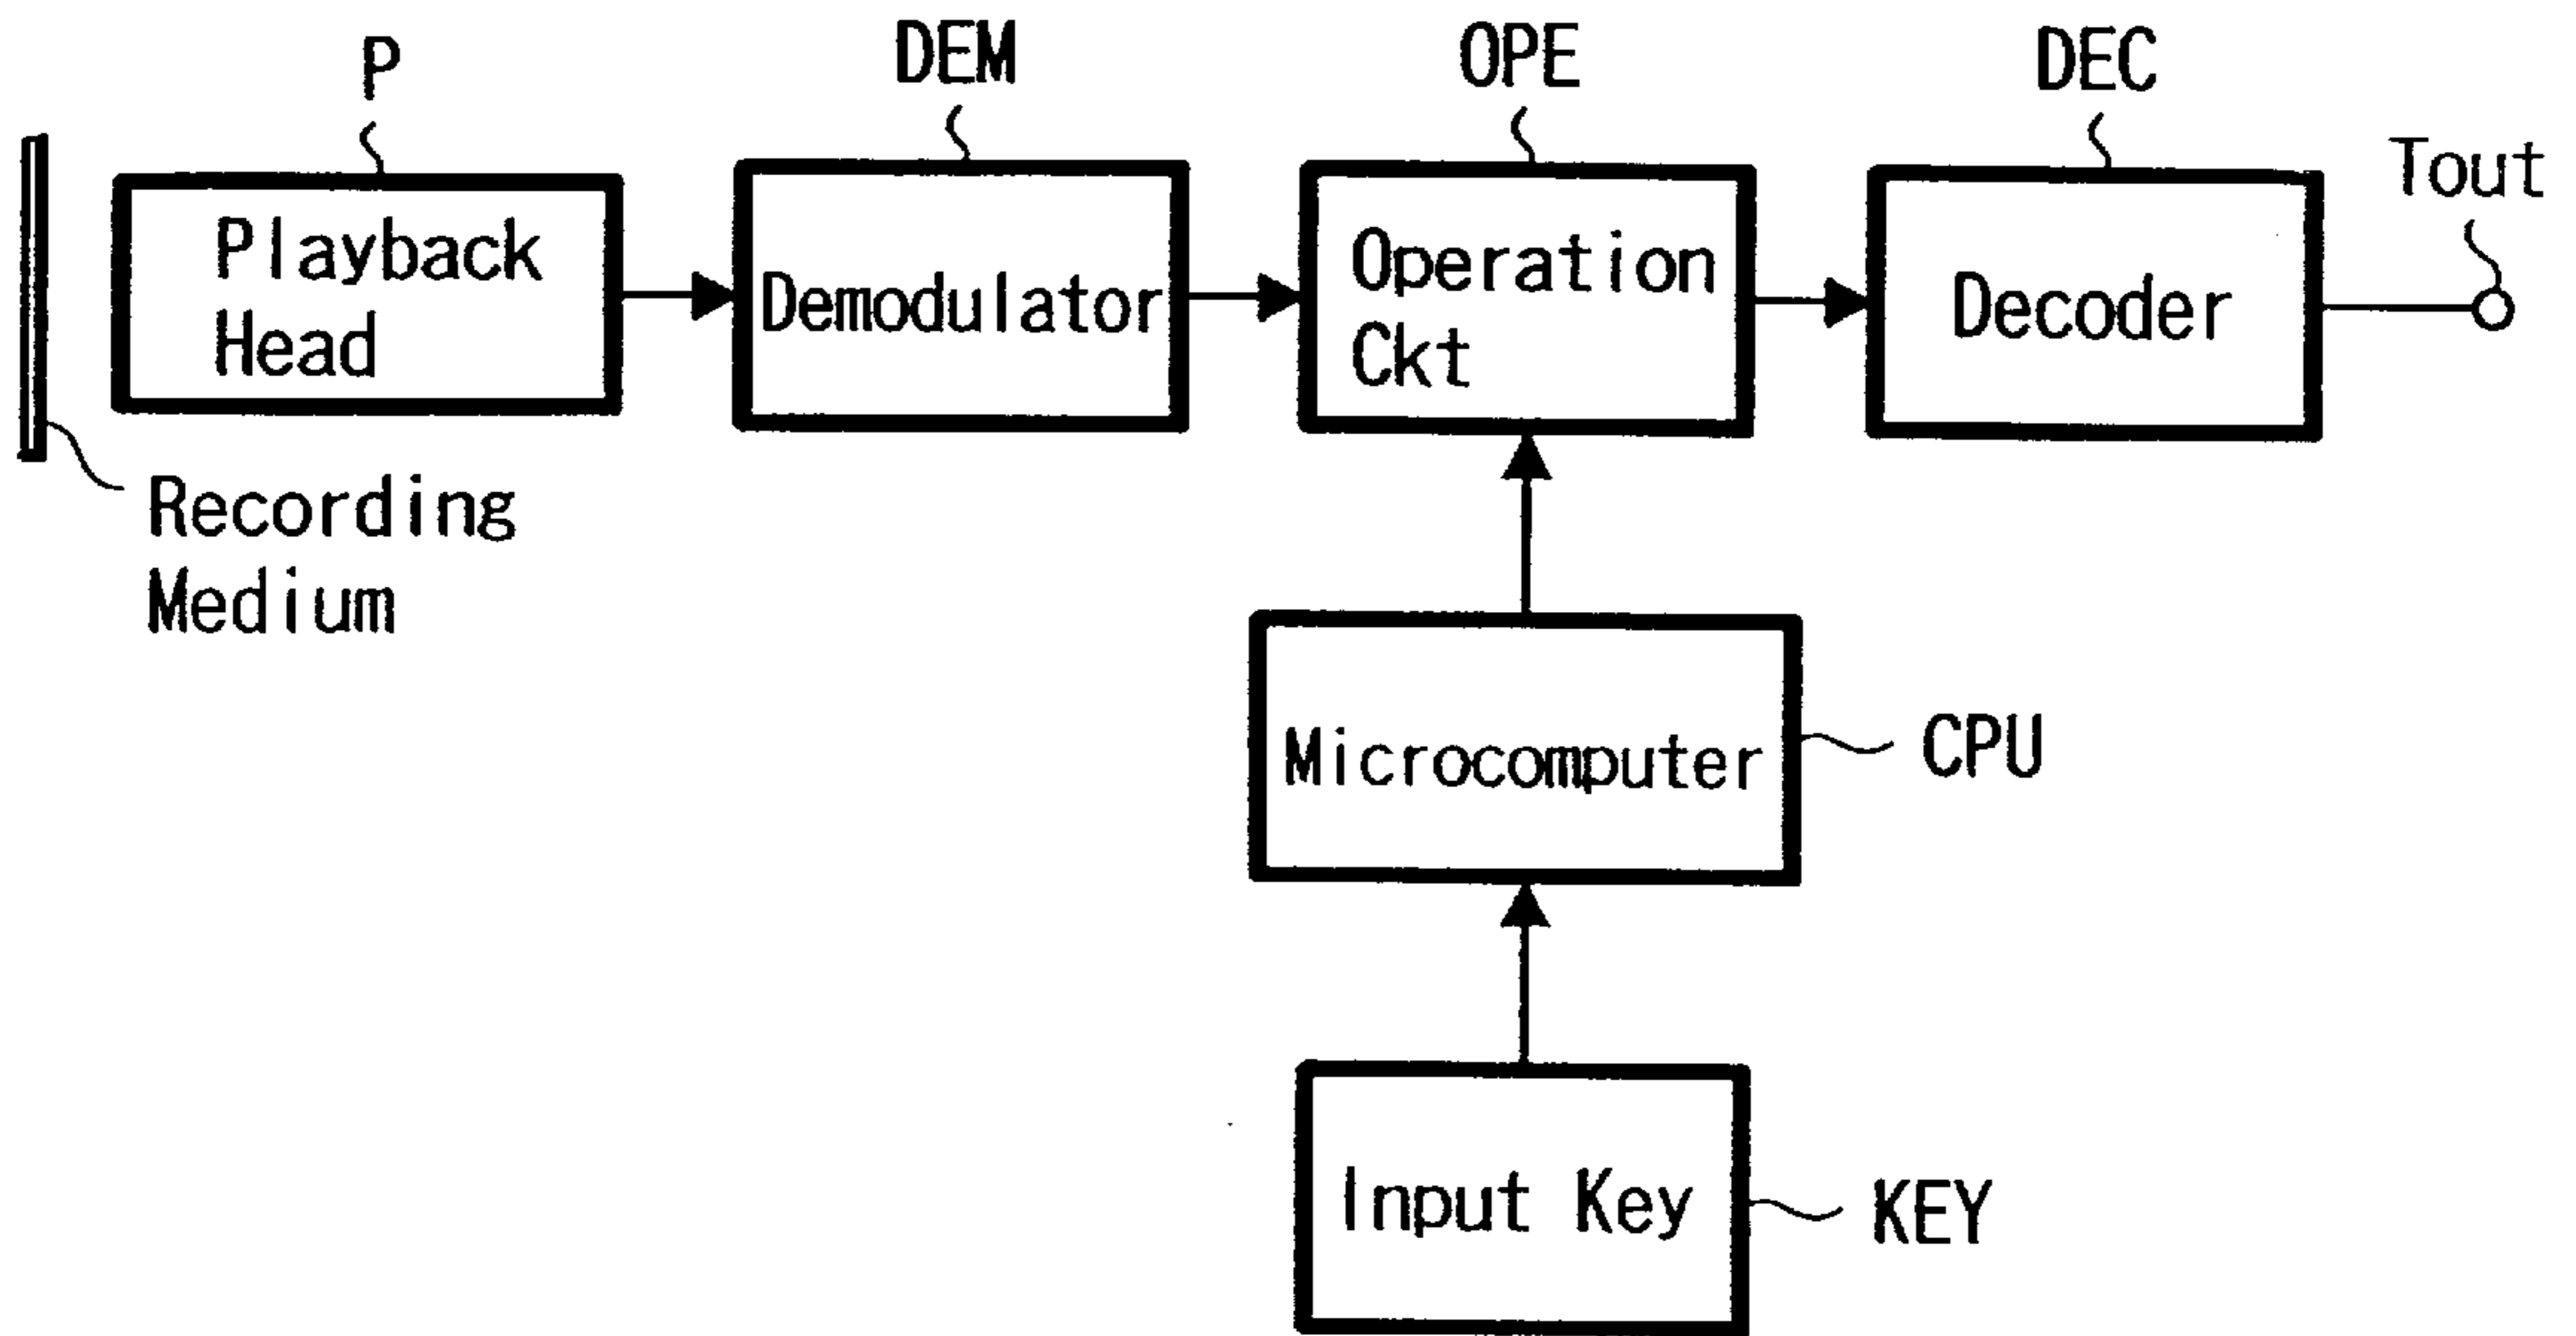 P
DEM
OPE
DEC
Tout
Playback
Head
Demodulator
Operation
Ckt
Decoder
Recording
Medium
Microcomputer
CPU
Input Key
KEY